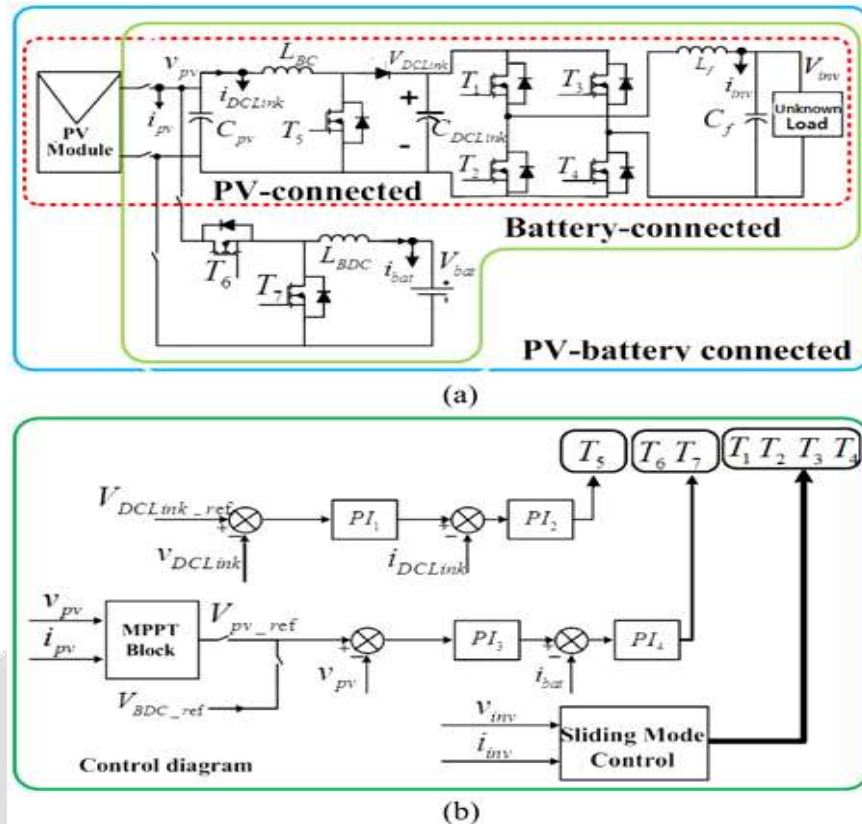 v_pv
L_BC
V_DCLink
i_DCLink
i_pv
C_pv
T_5
+
-
C_DCLink
T_1
T_3
T_2
T_4
L_f
i_inv
V_inv
C_f
Unknown
Load
PV
Module
PV-connected
Battery-connected
T_6
T_7
L_BDC
i_bat
V_bat
PV-battery connected
(a)
T_5
T_6 T_7
T_1 T_2 T_3 T_4
V_DCLink_ref
+
−
v_DCLink
PI_1
+
−
i_DCLink
PI_2
v_pv
i_pv
MPPT
Block
V_pv_ref
V_BDC_ref
+
−
v_pv
PI_3
+
−
i_bat
PI_4
v_inv
i_inv
Sliding Mode
Control
Control diagram
(b)